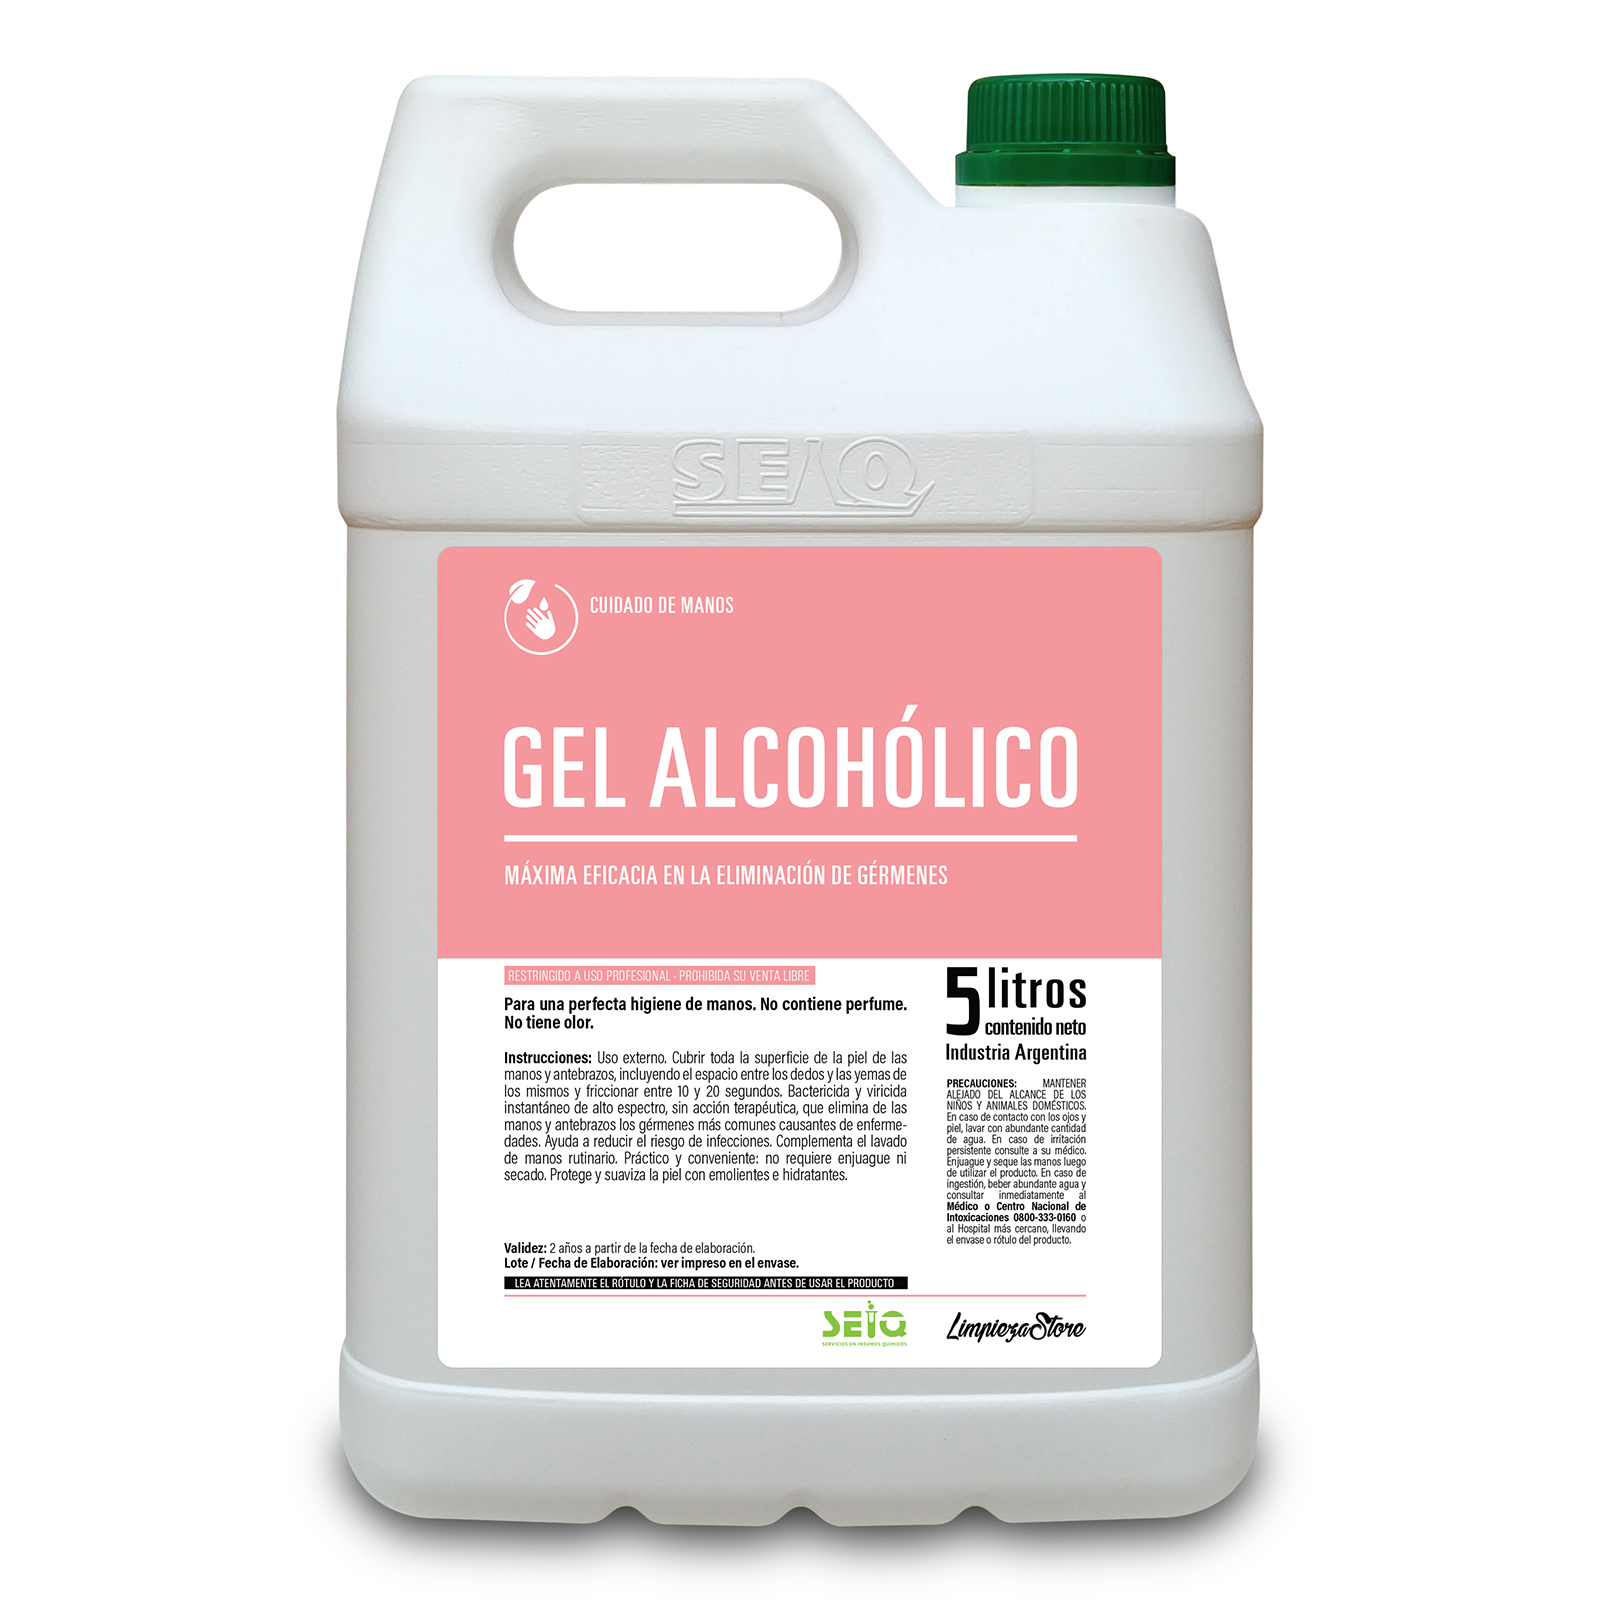 SEIQ
CUIDADO DE MANOS
GEL ALCOHÓLICO
MÁXIMA EFICACIA EN LA ELIMINACIÓN DE GÉRMENES
RESTRINGIDO A USO PROFESIONAL - PROHIBIDA SU VENTA LIBRE
Para una perfecta higiene de manos. No contiene perfume.
No tiene olor.
Instrucciones: Uso externo. Cubrir toda la superficie de la piel de las
manos y antebrazos, incluyendo el espacio entre los dedos y las yemas de
los mismos y friccionar entre 10 y 20 segundos. Bactericida y viricida
instantáneo de alto espectro, sin acción terapéutica, que elimina de las
manos y antebrazos los gérmenes más comunes causantes de enferme-
dades. Ayuda a reducir el riesgo de infecciones. Complementa el lavado
de manos rutinario. Práctico y conveniente: no requiere enjuague ni
secado. Protege y suaviza la piel con emolientes e hidratantes.
Validez: 2 años a partir de la fecha de elaboración.
Lote / Fecha de Elaboración: ver impreso en el envase.
LEA ATENTAMENTE EL RÓTULO Y LA FICHA DE SEGURIDAD ANTES DE USAR EL PRODUCTO
5 litros
contenido neto
Industria Argentina
PRECAUCIONES: MANTENER
ALEJADO DEL ALCANCE DE LOS
NIÑOS Y ANIMALES DOMÉSTICOS.
En caso de contacto con los ojos y
piel, lavar con abundante cantidad
de agua. En caso de irritación
persistente consulte a su médico.
Enjuague y seque las manos luego
de utilizar el producto. En caso de
ingestión, beber abundante agua y
consultar inmediatamente al
Médico o Centro Nacional de
Intoxicaciones 0800-333-0160 o
al Hospital más cercano, llevando
el envase o rótulo del producto.
SEIQ
SERVICIOS EN INSUMOS QUIMICOS
LimpiezaStore